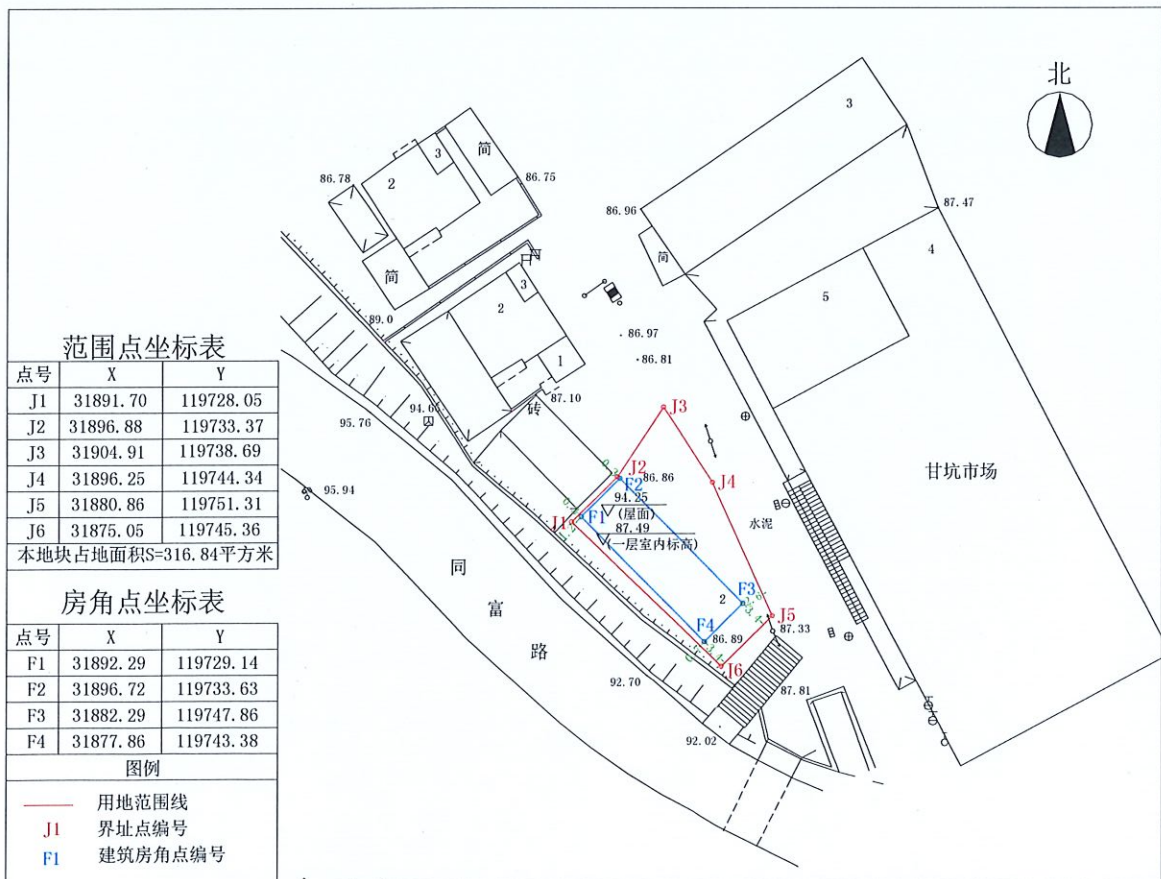 北
3
3
简
2
86.78
86.75
86.96
87.47
简
4
简
3
5
2
89.0
86.97
86.81
1
范围点坐标表
点号 X Y
J1 31891.70 119728.05
J2 31896.88 119733.37
J3 31904.91 119738.69
J4 31896.25 119744.34
J5 31880.86 119751.31
J6 31875.05 119745.36
本地块占地面积S=316.84平方米
87.10
砖
J3
95.76
甘坑市场
J2
86.86
J4
F2
95.94
94.25
(屋面)
J1
F1
87.49
(一层室内标高)
水泥
同
富
路
房角点坐标表
点号 X Y
F1 31892.29 119729.14
F2 31896.72 119733.63
F3 31882.29 119747.86
F4 31877.86 119743.38
2
F3
3.4
J5
87.33
F4
86.89
3.4
J6
92.70
87.81
92.02
图例
用地范围线
J1 界址点编号
F1 建筑房角点编号